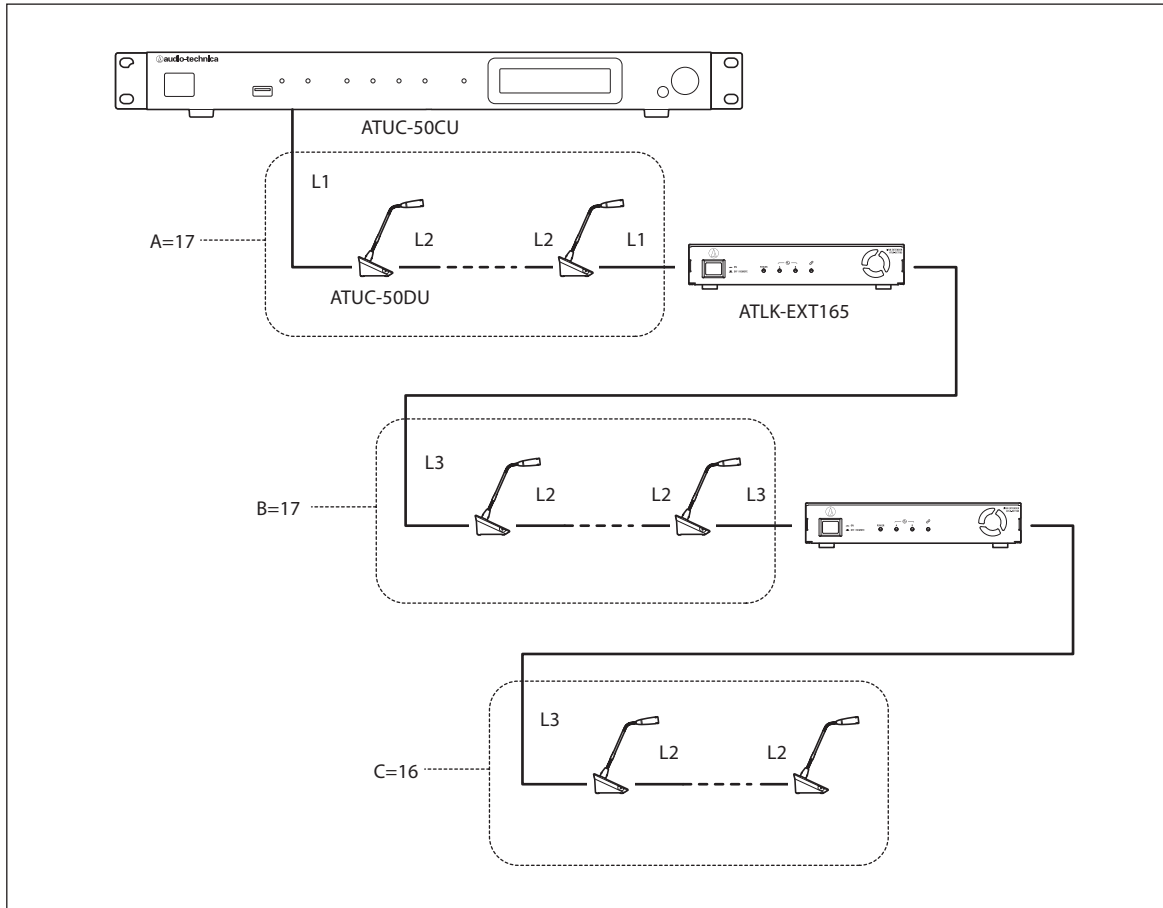 audio-technica
ATUC-50CU
L1
A=17
L2
L2
L1
ATUC-50DU
ATLK-EXT165
L3
B=17
L2
L2
L3
L3
C=16
L2
L2